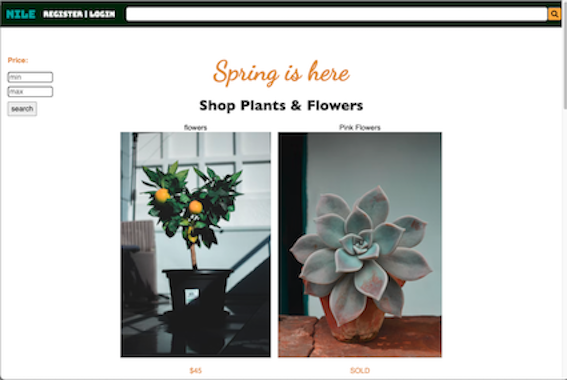 NILE REGISTER | LOGIN
Price:
min
max
search
Spring is here
Shop Plants & Flowers
flowers Pink Flowers
$45 SOLD